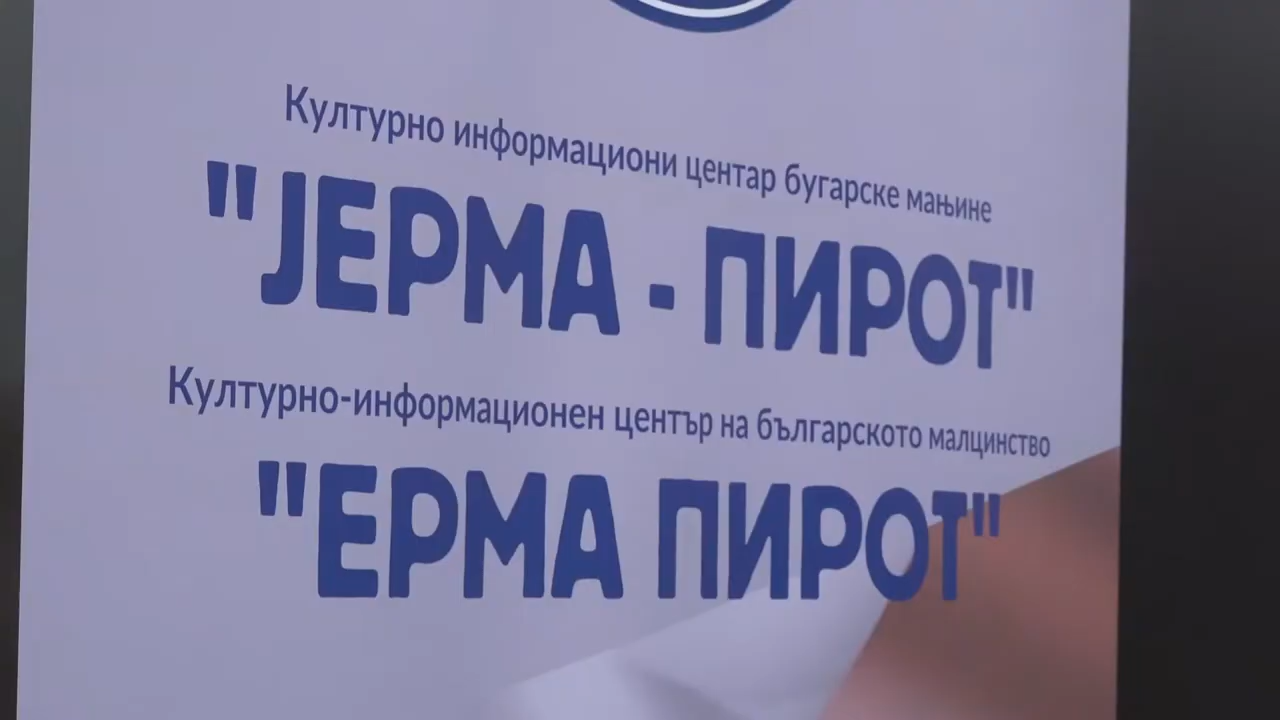 Културно информациони центар бугарске мањине
"ЈЕРМА - ПИРОТ"
Културно-информационен център на българското малцинство
"ЕРМА ПИРОТ"